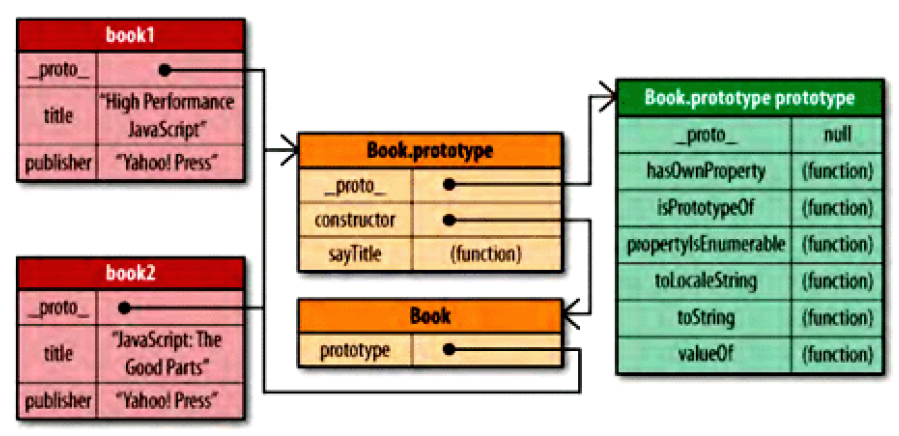 book1
_proto_
title "High Performance
JavaScript"
publisher "Yahoo! Press"
book2
_proto_
title "JavaScript: The
Good Parts"
publisher "Yahoo! Press"
Book.prototype
_proto_
constructor
sayTitle (function)
Book
prototype
Book.prototype prototype
_proto_ null
hasOwnProperty (function)
isPrototypeOf (function)
propertyIsEnumerable (function)
toLocaleString (function)
toString (function)
valueOf (function)